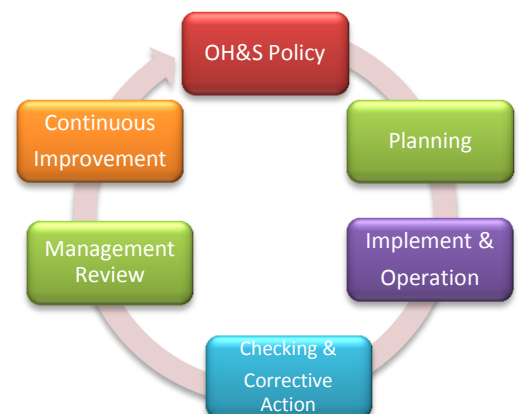 OH&S Policy
Planning
Implement &
Operation
Checking &
Corrective
Action
Management
Review
Continuous
Improvement